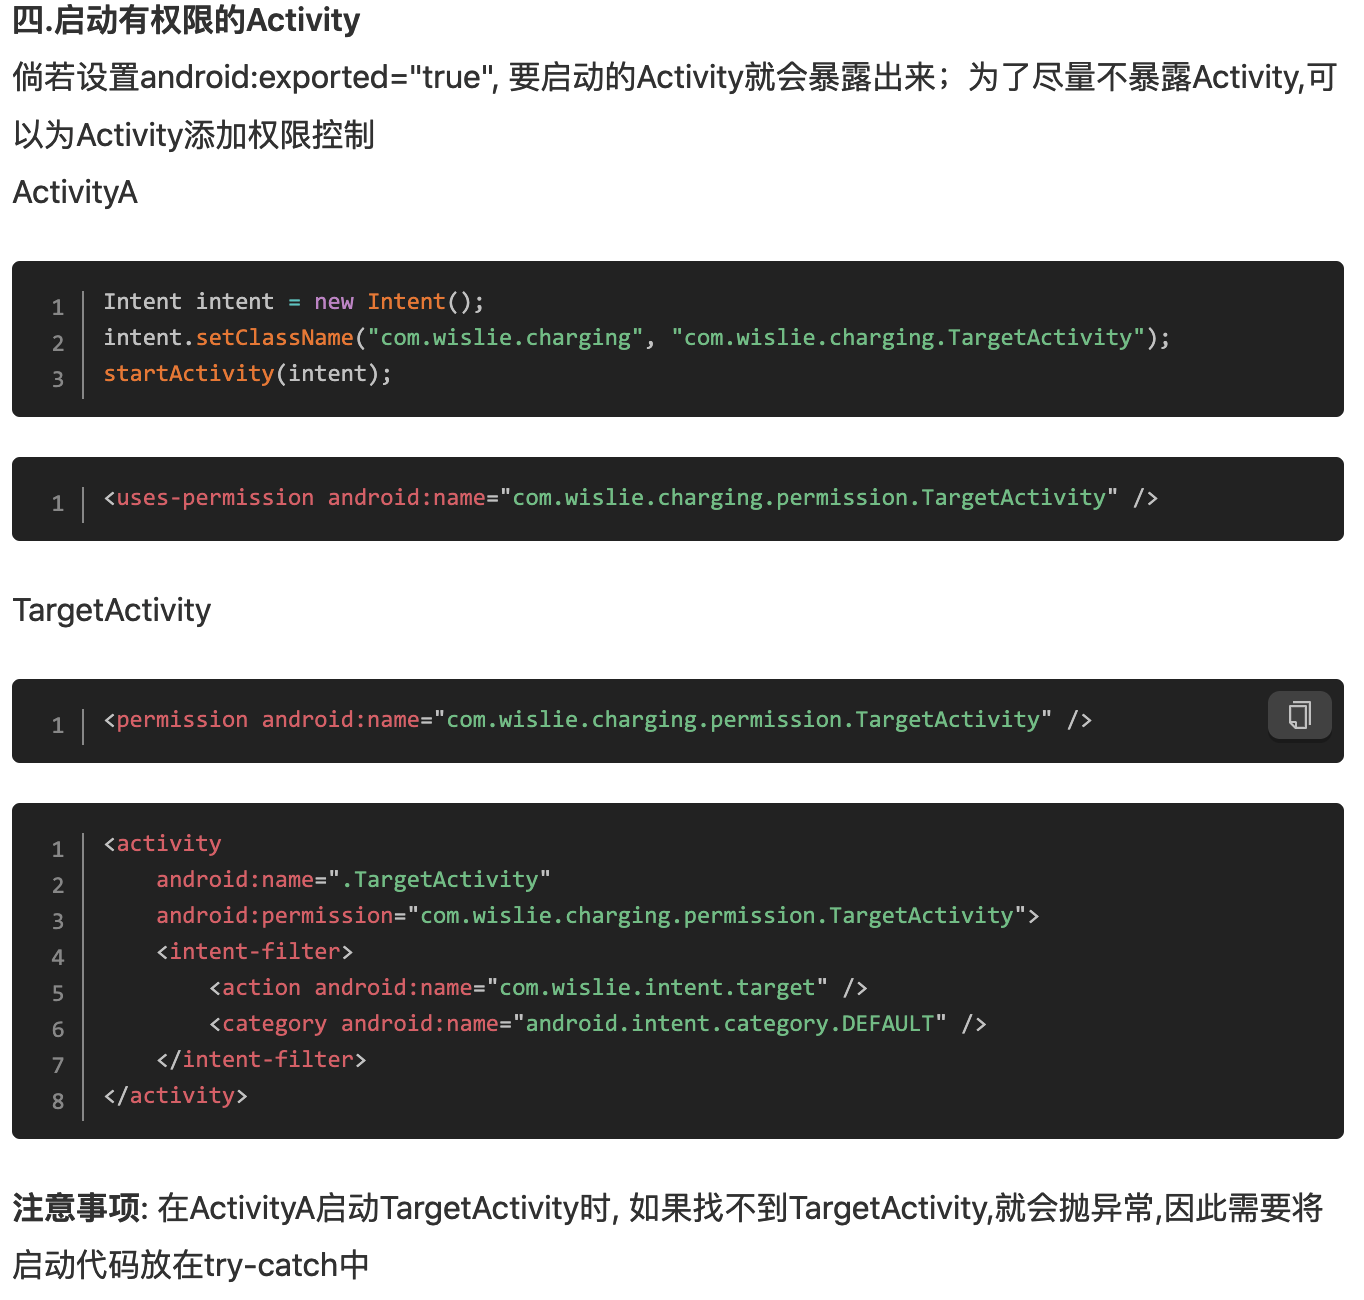 四.启动有权限的Activity
倘若设置android:exported="true", 要启动的Activity就会暴露出来；为了尽量不暴露Activity,可
以为Activity添加权限控制
ActivityA
1 Intent intent = new Intent();
2 intent.setClassName("com.wislie.charging", "com.wislie.charging.TargetActivity");
3 startActivity(intent);
1 <uses-permission android:name="com.wislie.charging.permission.TargetActivity" />
TargetActivity
1 <permission android:name="com.wislie.charging.permission.TargetActivity" />
1 <activity
2     android:name=".TargetActivity"
3     android:permission="com.wislie.charging.permission.TargetActivity">
4     <intent-filter>
5         <action android:name="com.wislie.intent.target" />
6         <category android:name="android.intent.category.DEFAULT" />
7     </intent-filter>
8 </activity>
注意事项: 在ActivityA启动TargetActivity时, 如果找不到TargetActivity,就会抛异常,因此需要将
启动代码放在try-catch中